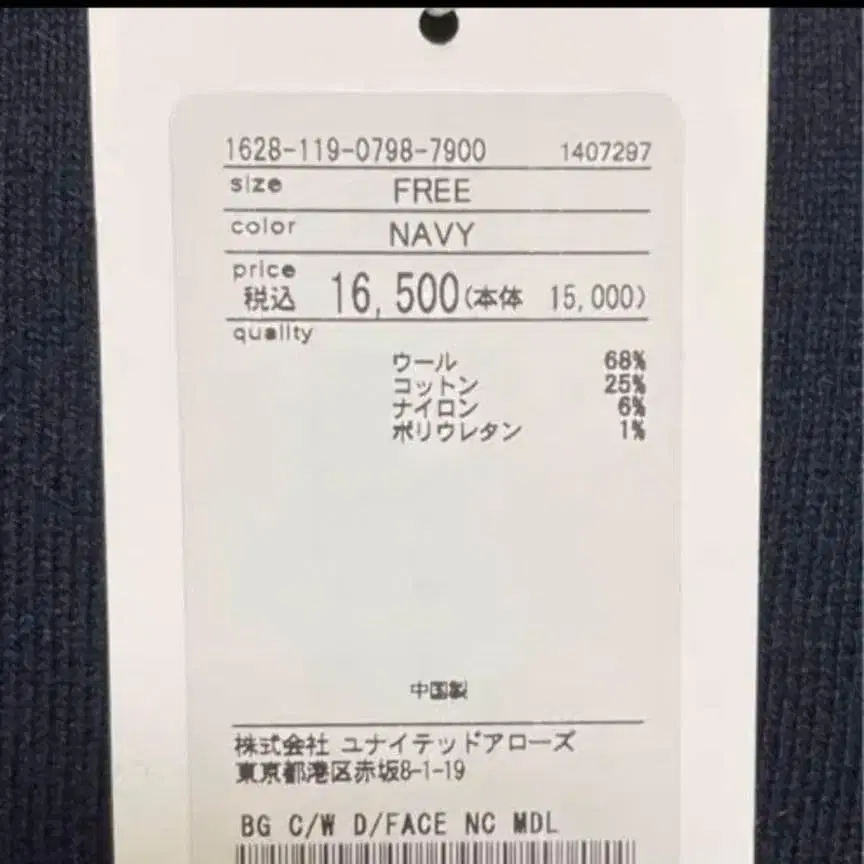 1628-119-0798-7900 1407297
size FREE
color NAVY
price
税込 16,500(本体 15,000)
quality
ウール 68%
コットン 25%
ナイロン 6%
ポリウレタン 1%
中国製
株式会社 ユナイテッドアローズ
東京都港区赤坂8-1-19
BG C/W D/FACE NC MDL